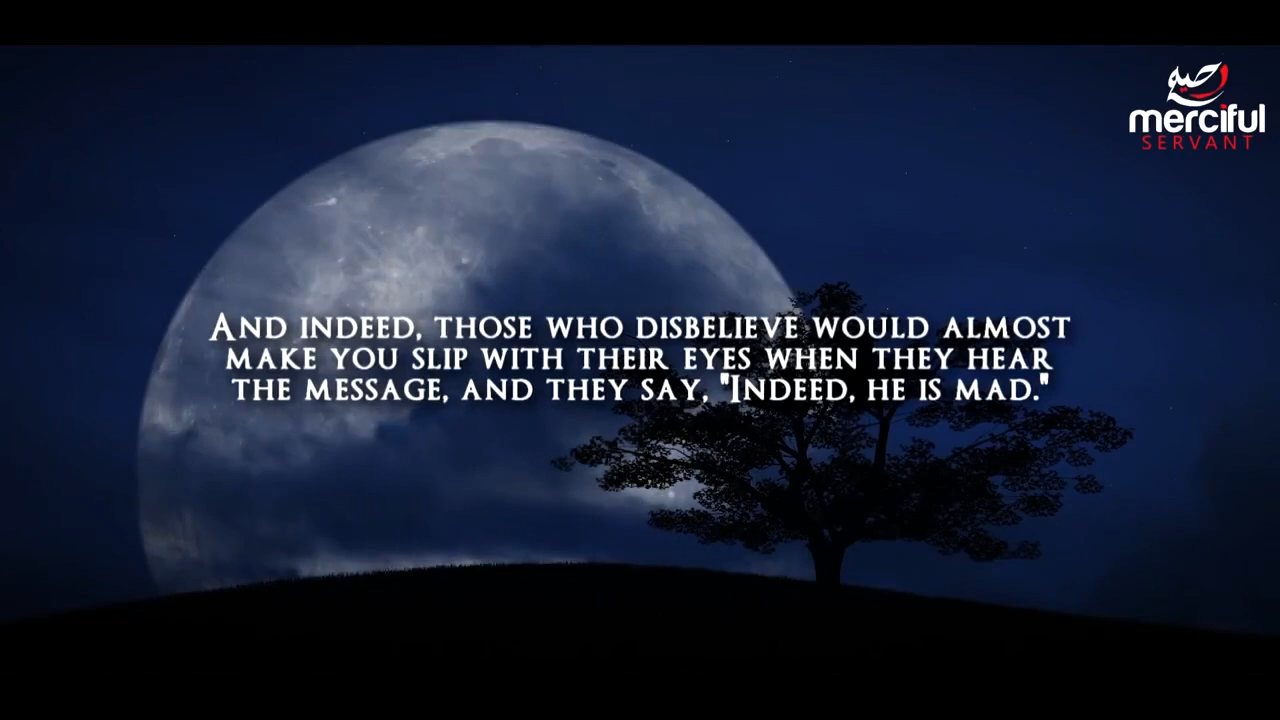 merciful
SERVANT
And indeed, those who disbelieve would almost
make you slip with their eyes when they hear
the message, and they say, "Indeed, he is mad."